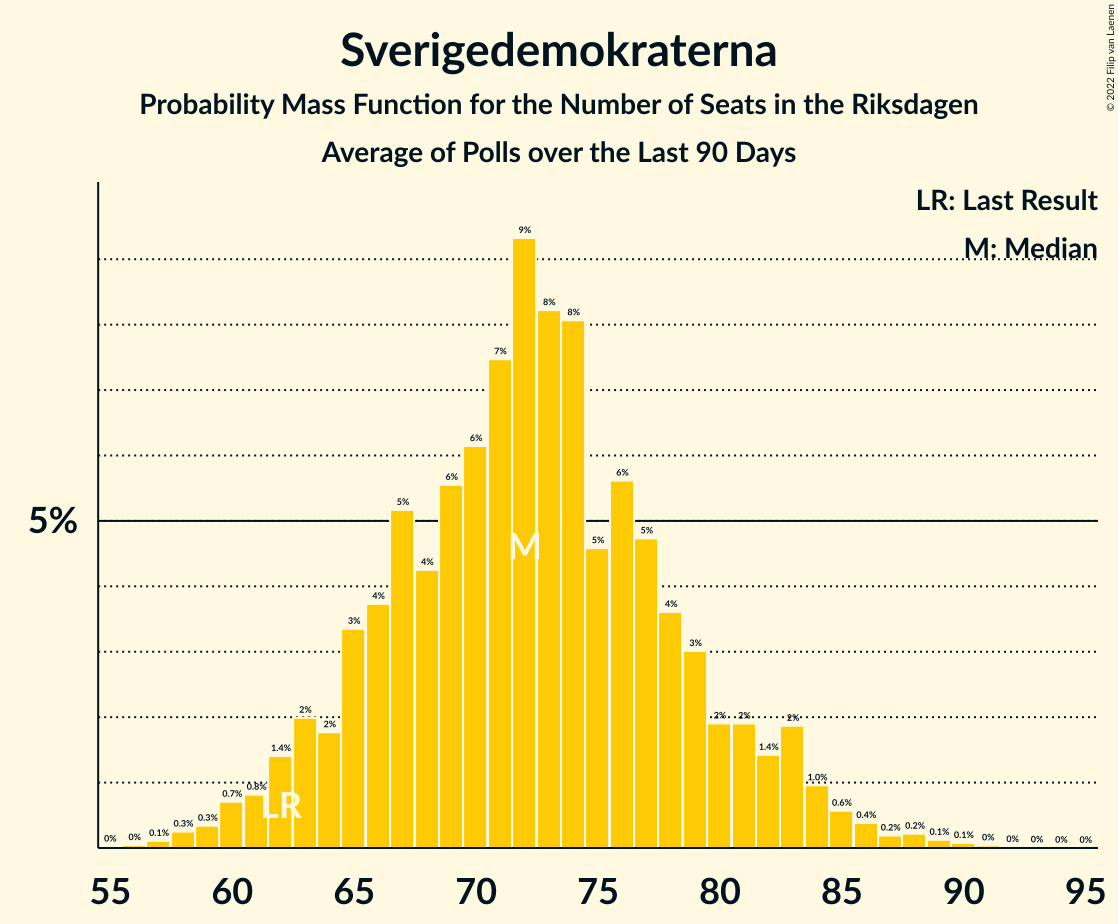 © 2022 Filip van Laenen
Sverigedemokraterna
Probability Mass Function for the Number of Seats in the Riksdagen
Average of Polls over the Last 90 Days
LR: Last Result
M: Median
5%
0% 0% 0.1% 0.3% 0.3% 0.7% 0.8% 1.4% 2% 2% 3% 4% 5% 4% 6% 6% 7% 9% 8% 8% 5% 6% 5% 4% 3% 2% 2% 1.4% 2% 1.0% 0.6% 0.4% 0.2% 0.2% 0.1% 0.1% 0% 0% 0% 0% 0%
M
LR
55 60 65 70 75 80 85 90 95